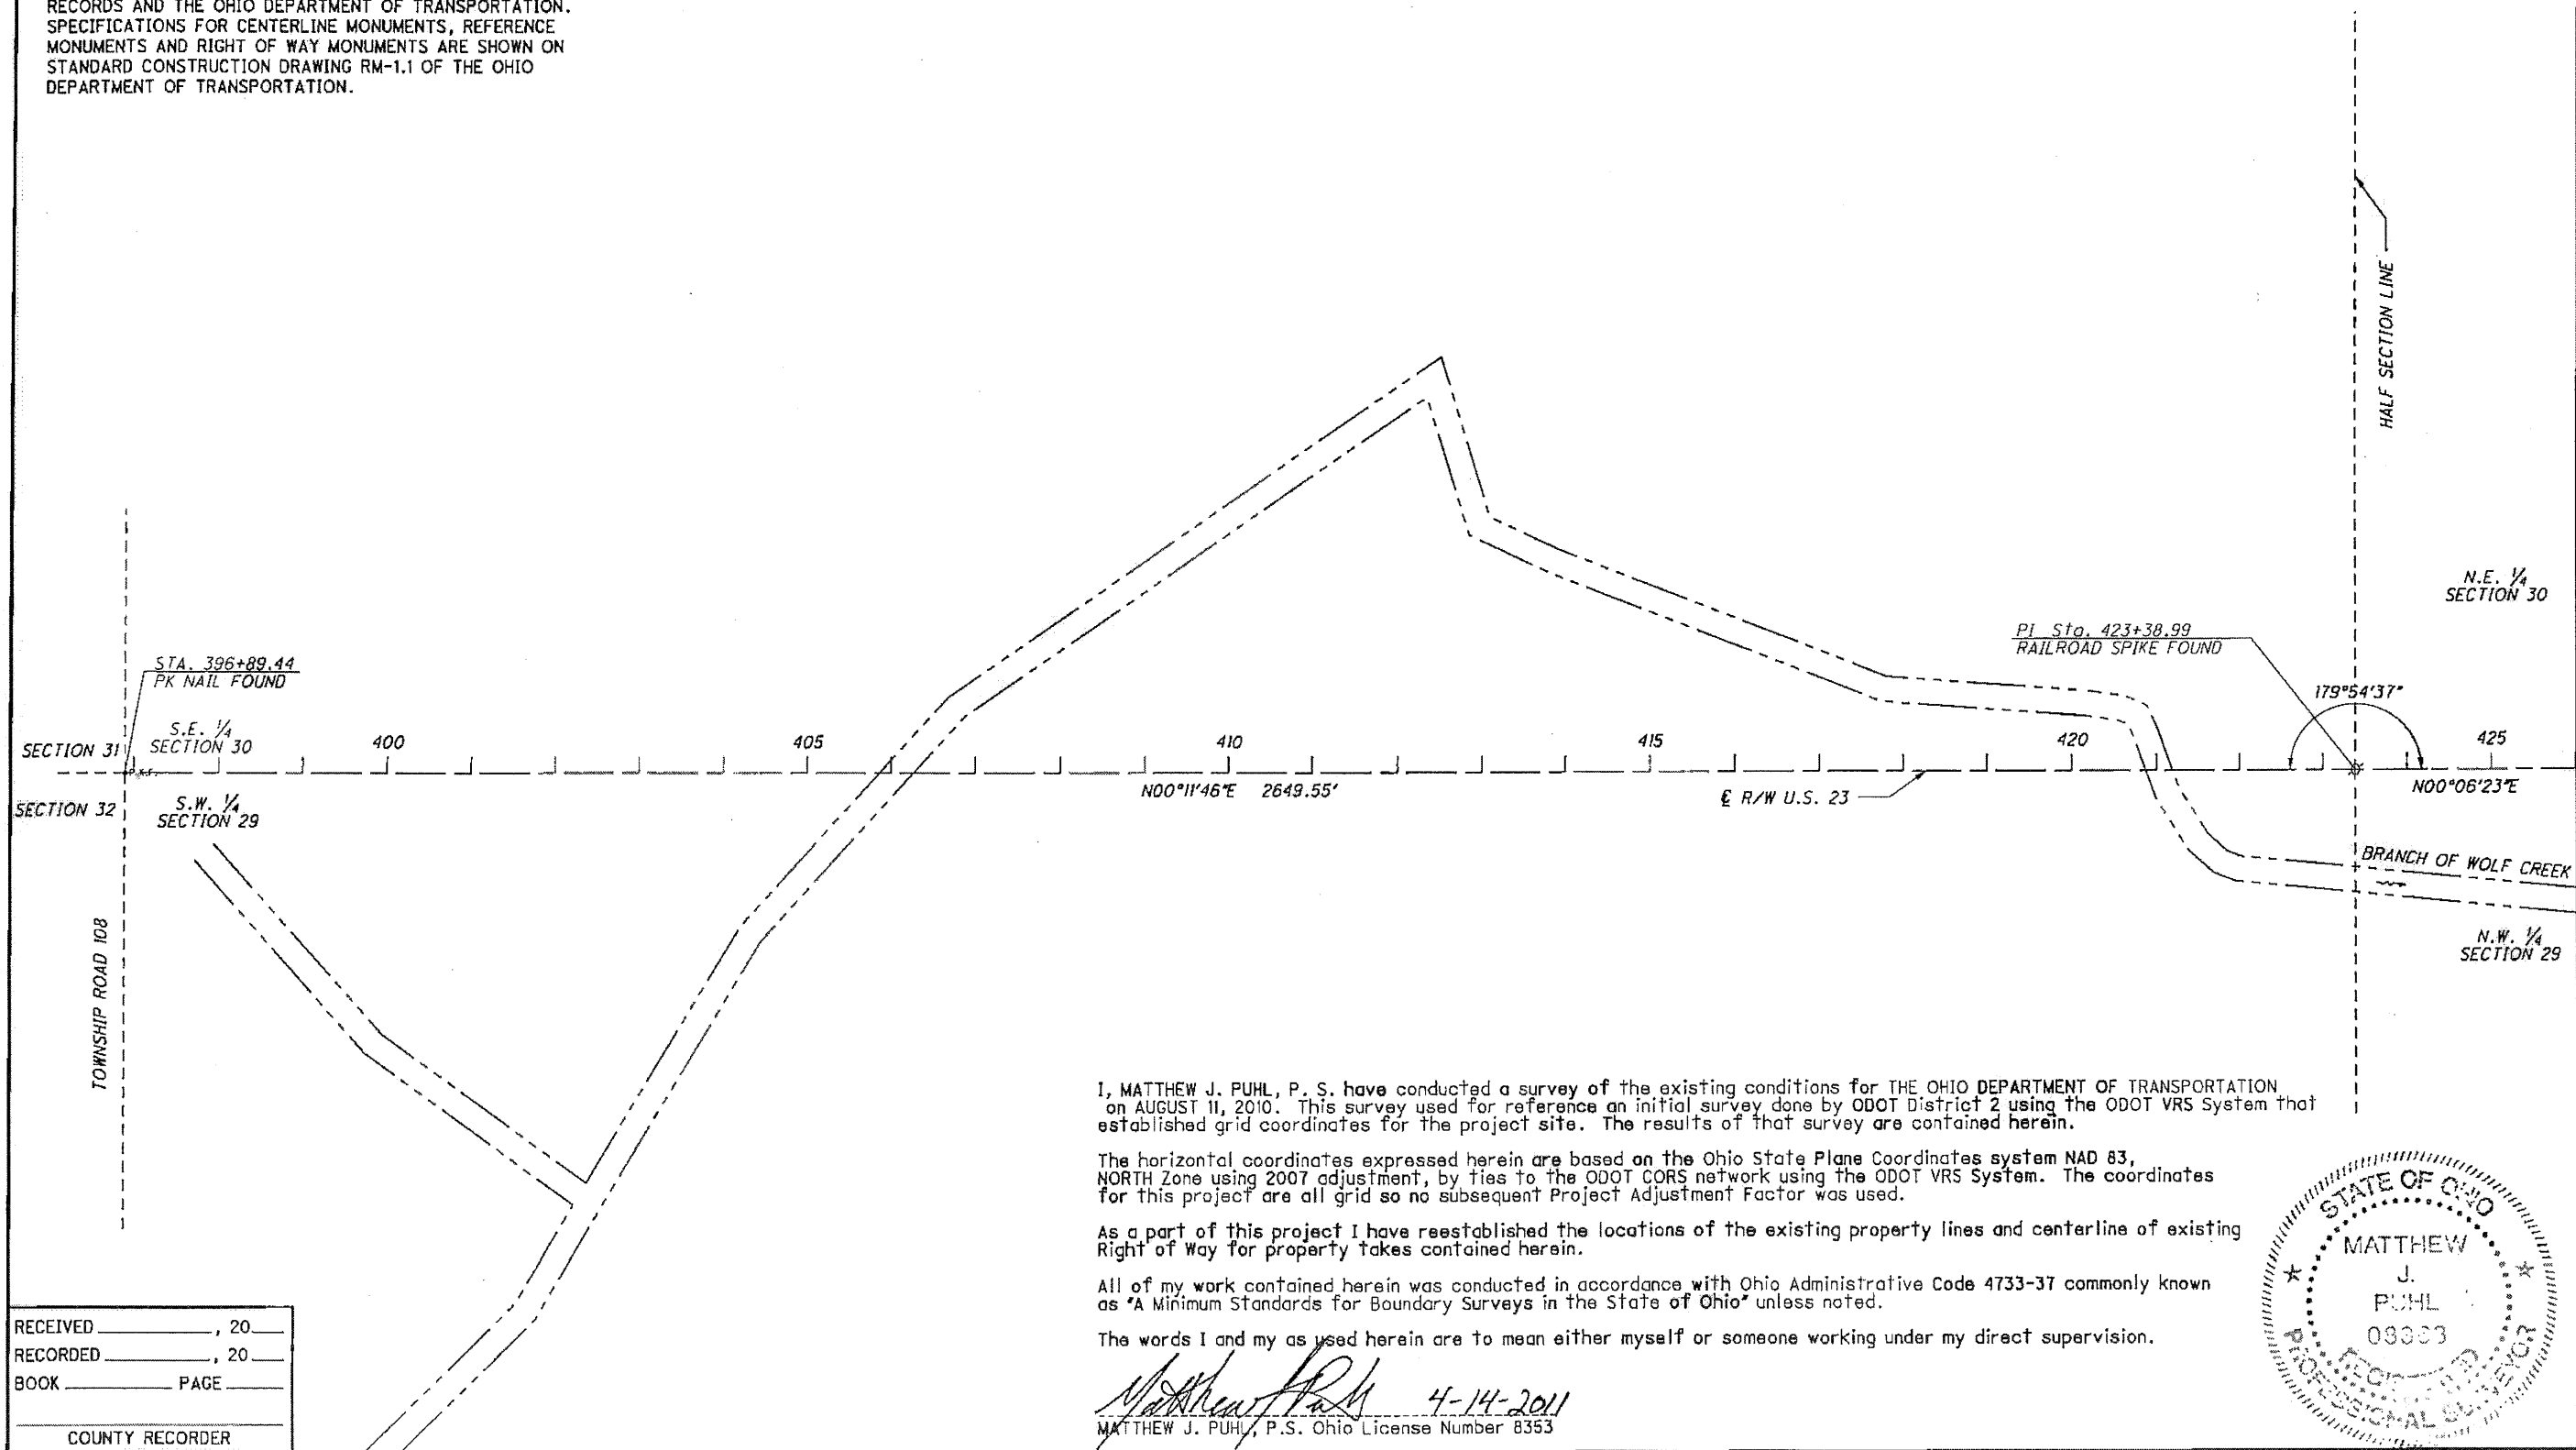 RECORDS AND THE OHIO DEPARTMENT OF TRANSPORTATION.
SPECIFICATIONS FOR CENTERLINE MONUMENTS, REFERENCE
MONUMENTS AND RIGHT OF WAY MONUMENTS ARE SHOWN ON
STANDARD CONSTRUCTION DRAWING RM-1.1 OF THE OHIO
DEPARTMENT OF TRANSPORTATION.
HALF SECTION LINE
N.E. 1/4
SECTION 30
PI Sta. 423+38.99
RAILROAD SPIKE FOUND
179°54'37"
STA. 396+89.44
PK NAIL FOUND
SECTION 31
S.E. 1/4
SECTION 30
400
405
410
415
420
425
N00°11'46"E 2649.55'
℄ R/W U.S. 23
N00°06'23"E
SECTION 32
S.W. 1/4
SECTION 29
BRANCH OF WOLF CREEK
N.W. 1/4
SECTION 29
TOWNSHIP ROAD 108
I, MATTHEW J. PUHL, P. S. have conducted a survey of the existing conditions for THE OHIO DEPARTMENT OF TRANSPORTATION
on AUGUST 11, 2010. This survey used for reference an initial survey done by ODOT District 2 using the ODOT VRS System that
established grid coordinates for the project site. The results of that survey are contained herein.
The horizontal coordinates expressed herein are based on the Ohio State Plane Coordinates system NAD 83,
NORTH Zone using 2007 adjustment, by ties to the ODOT CORS network using the ODOT VRS System. The coordinates
for this project are all grid so no subsequent Project Adjustment Factor was used.
As a part of this project I have reestablished the locations of the existing property lines and centerline of existing
Right of Way for property takes contained herein.
All of my work contained herein was conducted in accordance with Ohio Administrative Code 4733-37 commonly known
as "A Minimum Standards for Boundary Surveys in the State of Ohio" unless noted.
The words I and my as used herein are to mean either myself or someone working under my direct supervision.
Matthew J Puhl 4-14-2011
MATTHEW J. PUHL, P.S. Ohio License Number 8353
STATE OF OHIO
MATTHEW
J.
PUHL
REGISTERED
PROFESSIONAL SURVEYOR
RECEIVED ____, 20__
RECORDED ____, 20__
BOOK ____ PAGE ____
COUNTY RECORDER